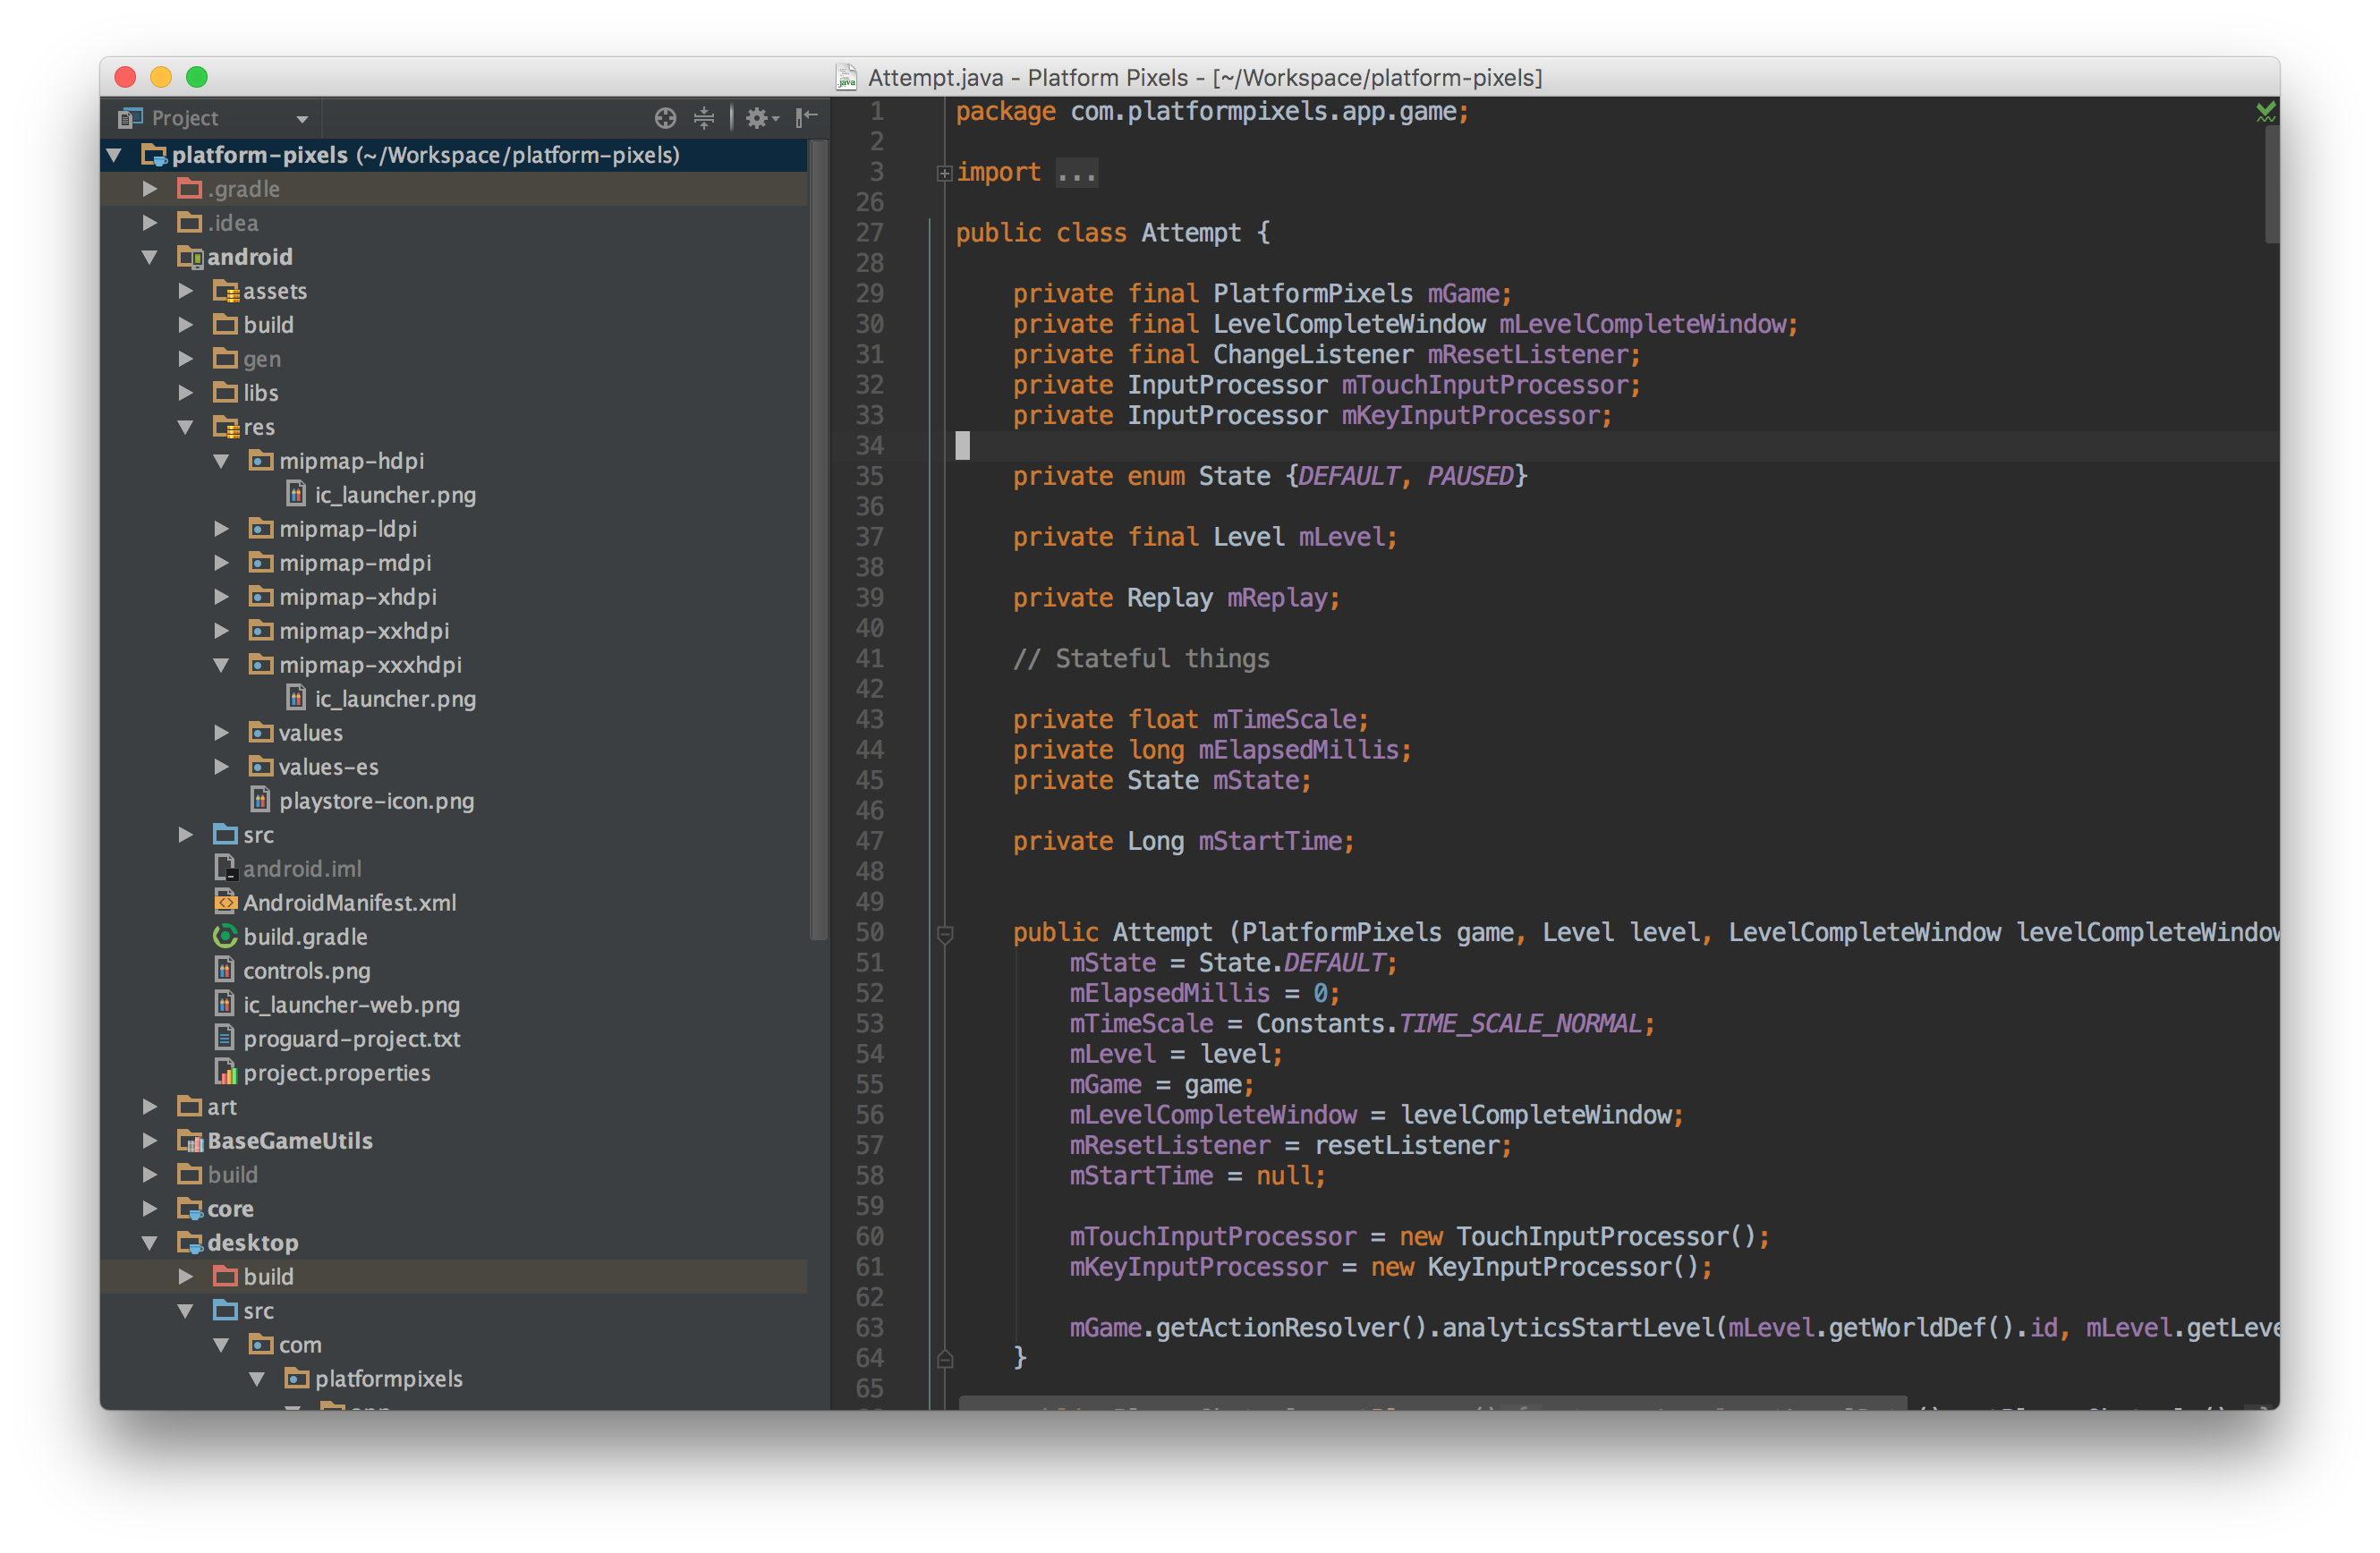 Attempt.java - Platform Pixels - [~/Workspace/platform-pixels]
Project
platform-pixels (~/Workspace/platform-pixels)
.gradle
.idea
android
assets
build
gen
libs
res
mipmap-hdpi
ic_launcher.png
mipmap-ldpi
mipmap-mdpi
mipmap-xhdpi
mipmap-xxhdpi
mipmap-xxxhdpi
ic_launcher.png
values
values-es
playstore-icon.png
src
android.iml
AndroidManifest.xml
build.gradle
controls.png
ic_launcher-web.png
proguard-project.txt
project.properties
art
BaseGameUtils
build
core
desktop
build
src
com
platformpixels
1 package com.platformpixels.app.game;
2
3 import ...
26
27 public class Attempt {
28
29 private final PlatformPixels mGame;
30 private final LevelCompleteWindow mLevelCompleteWindow;
31 private final ChangeListener mResetListener;
32 private InputProcessor mTouchInputProcessor;
33 private InputProcessor mKeyInputProcessor;
34
35 private enum State {DEFAULT, PAUSED}
36
37 private final Level mLevel;
38
39 private Replay mReplay;
40
41 // Stateful things
42
43 private float mTimeScale;
44 private long mElapsedMillis;
45 private State mState;
46
47 private Long mStartTime;
48
49
50 public Attempt (PlatformPixels game, Level level, LevelCompleteWindow levelCompleteWindow
51 mState = State.DEFAULT;
52 mElapsedMillis = 0;
53 mTimeScale = Constants.TIME_SCALE_NORMAL;
54 mLevel = level;
55 mGame = game;
56 mLevelCompleteWindow = levelCompleteWindow;
57 mResetListener = resetListener;
58 mStartTime = null;
59
60 mTouchInputProcessor = new TouchInputProcessor();
61 mKeyInputProcessor = new KeyInputProcessor();
62
63 mGame.getActionResolver().analyticsStartLevel(mLevel.getWorldDef().id, mLevel.getLeve
64 }
65